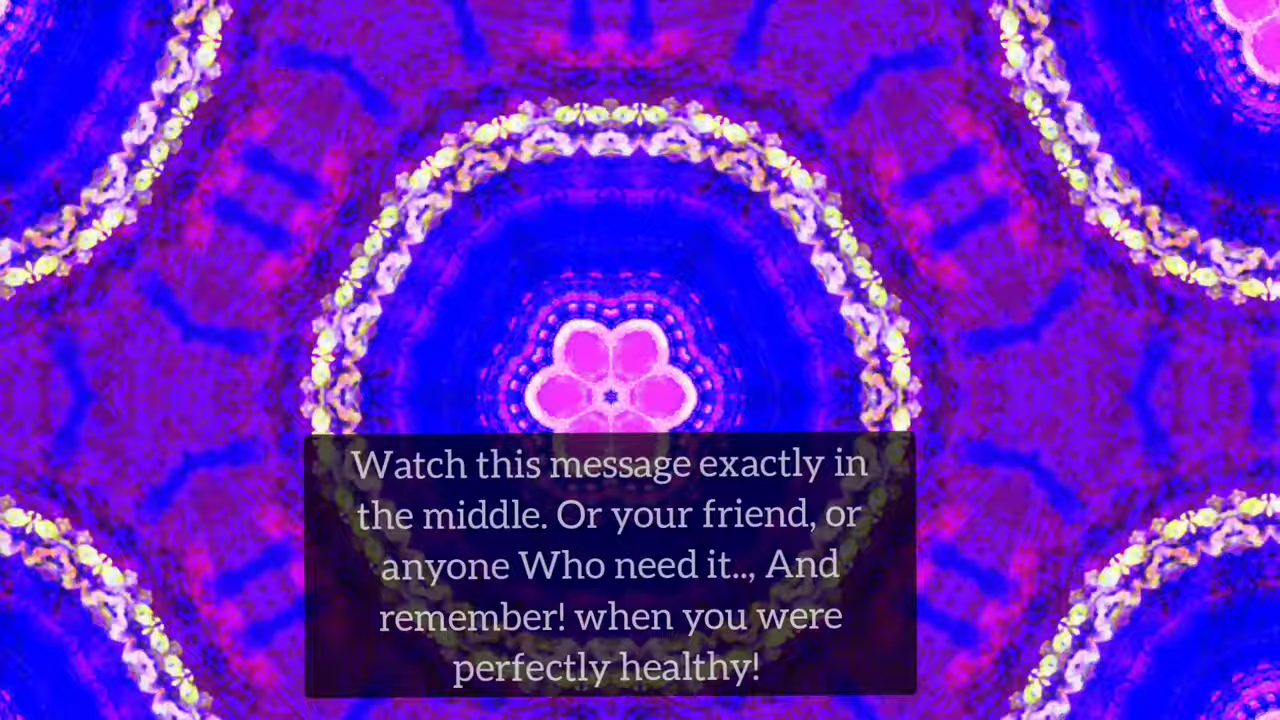 Watch this message exactly in
the middle. Or your friend, or
anyone Who need it.., And
remember! when you were
perfectly healthy!